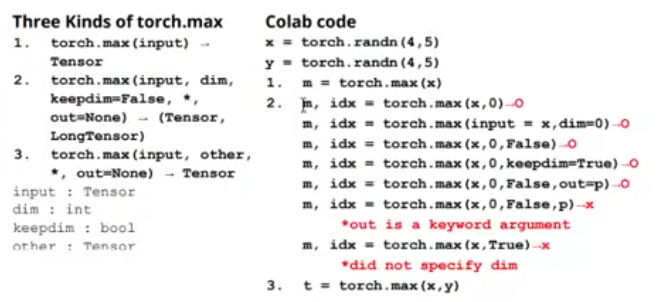 Three Kinds of torch.max
1. torch.max(input) →
Tensor
2. torch.max(input, dim,
keepdim=False, *,
out=None) → (Tensor,
LongTensor)
3. torch.max(input, other,
*, out=None) → Tensor
input : Tensor
dim : int
keepdim : bool
other : Tensor
Colab code
x = torch.randn(4,5)
y = torch.randn(4,5)
1. m = torch.max(x)
2. m, idx = torch.max(x,0)→O
m, idx = torch.max(input = x,dim=0)→O
m, idx = torch.max(x,0,False)→O
m, idx = torch.max(x,0,keepdim=True)→O
m, idx = torch.max(x,0,False,out=p)→O
m, idx = torch.max(x,0,False,p)→x
*out is a keyword argument
m, idx = torch.max(x,True)→x
*did not specify dim
3. t = torch.max(x,y)